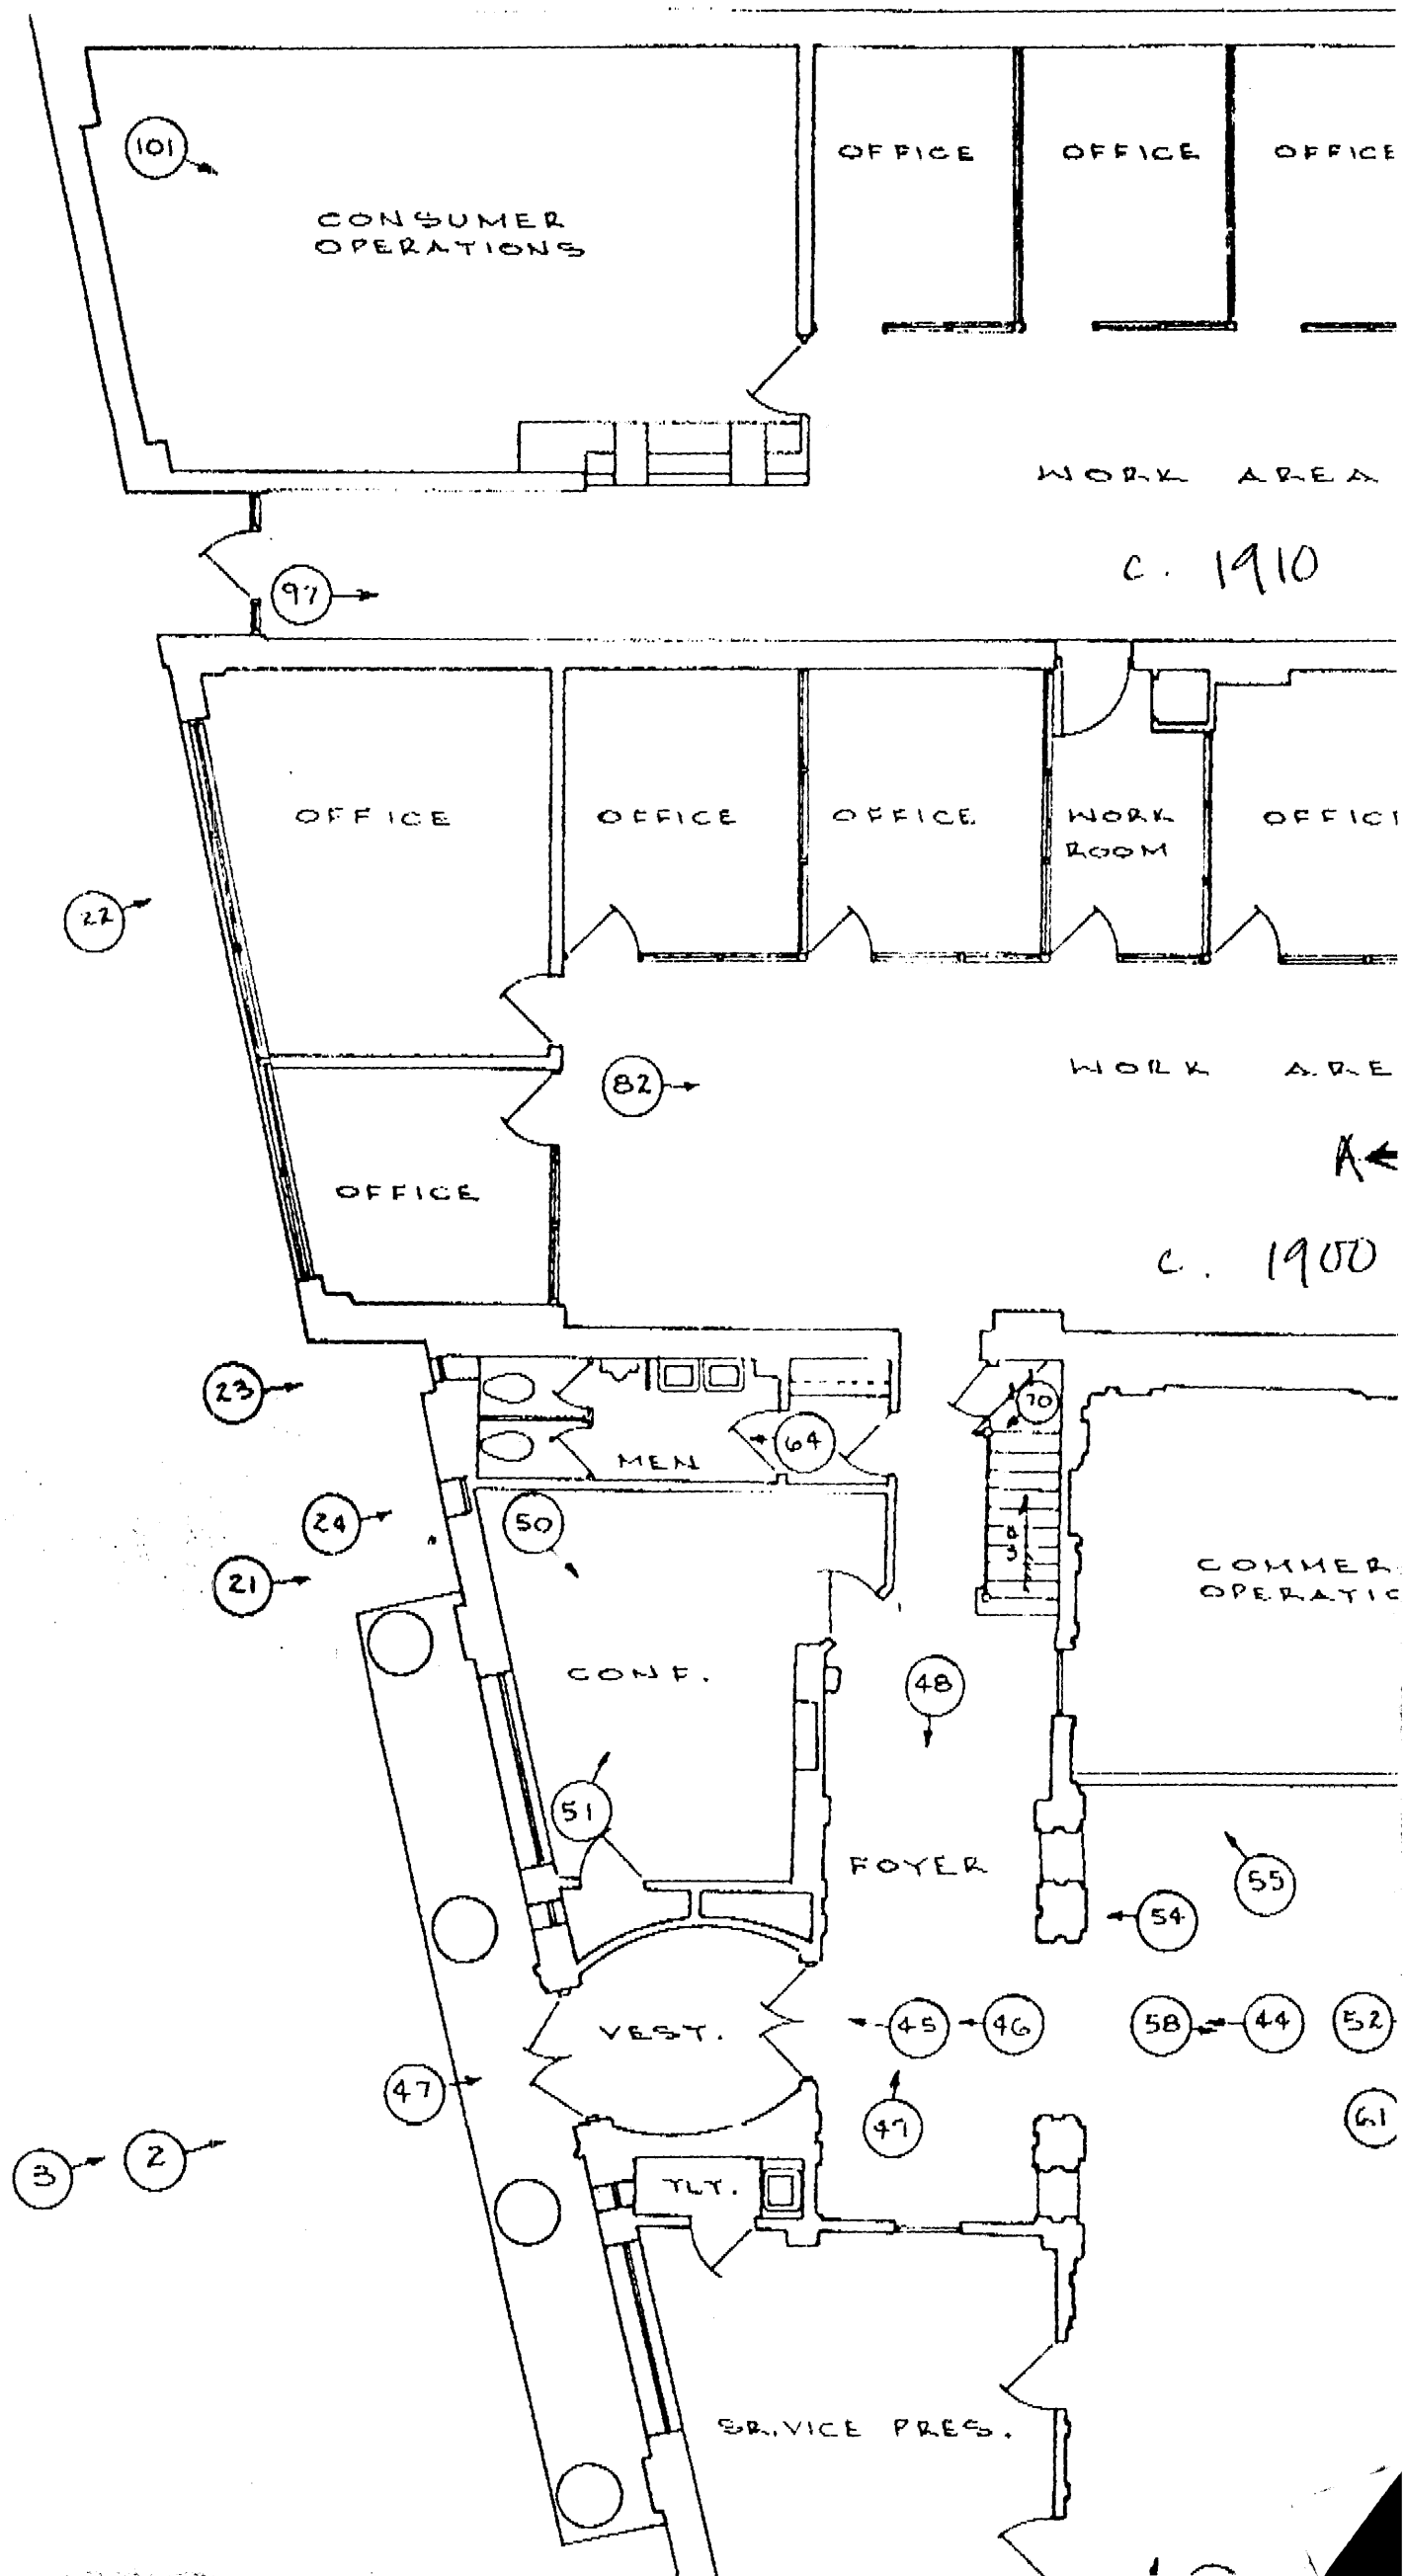 101
OFFICE OFFICE OFFICE
CONSUMER
OPERATIONS
WORK AREA
C. 1910
97
OFFICE OFFICE OFFICE WORK
ROOM
22
82
WORK
A
OFFICE
C. 1900
23
70
64
MEN
24
50
21
UP
CONF.
48
51
FOYER
55
54
VEST.
45 46 58 44 52
47
47
61
3 2
TLT.
SR. VICE PRES.